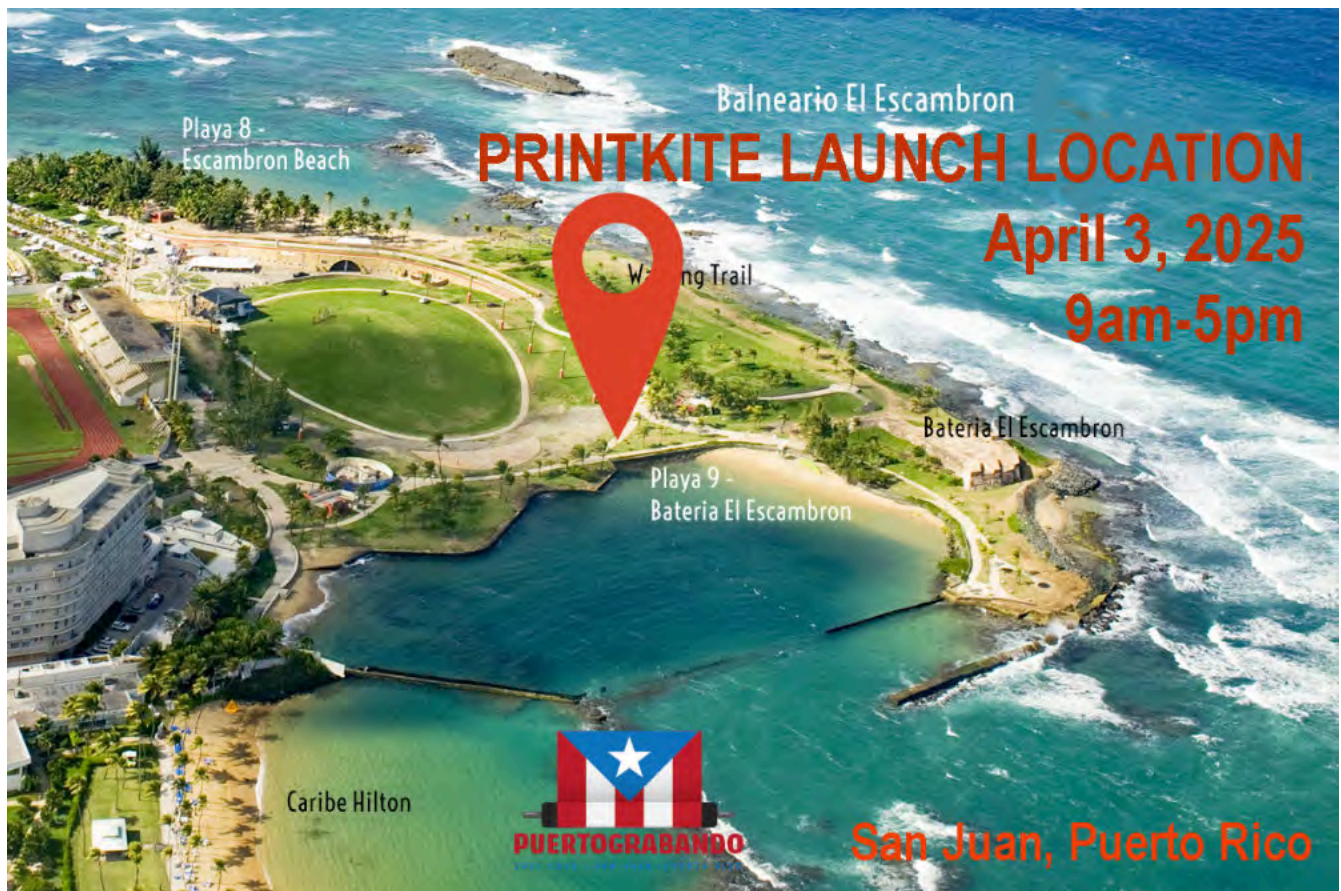 Balneario El Escambron
PRINTKITE LAUNCH LOCATION
April 3, 2025
9am-5pm
Playa 8 -
Escambron Beach
Trail
Bateria El Escambron
Playa 9 -
Bateria El Escambron
Caribe Hilton
PUERTOGRABANDO
San Juan, Puerto Rico